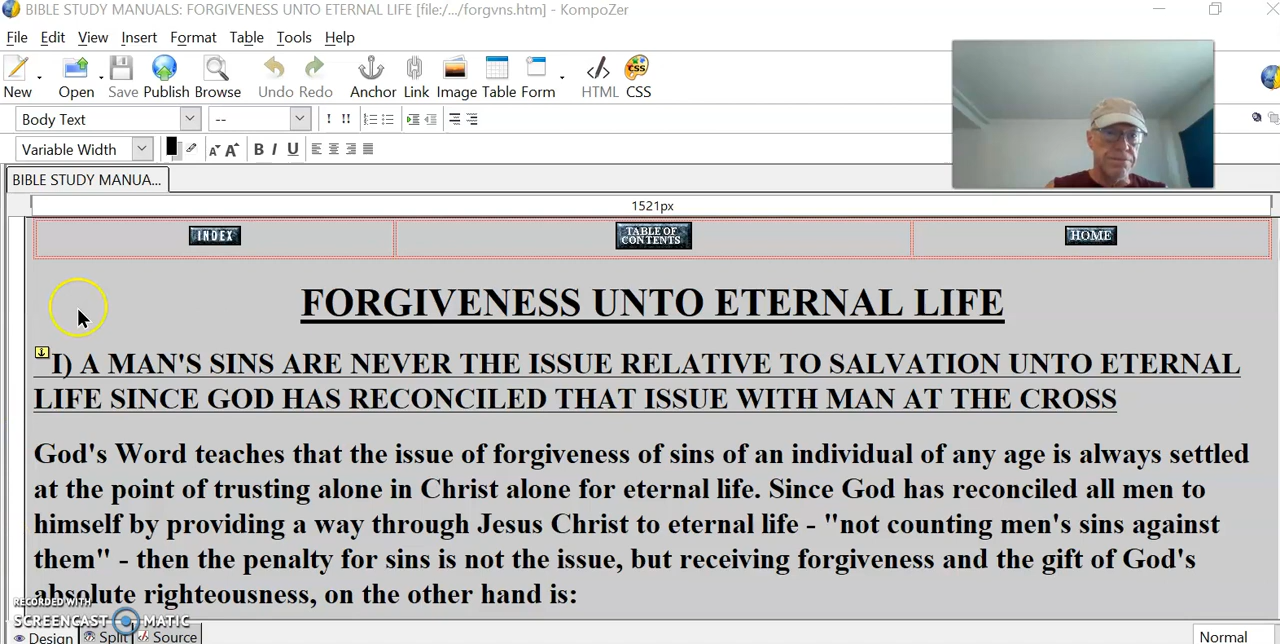 BIBLE STUDY MANUALS: FORGIVENESS UNTO ETERNAL LIFE [file:/.../forgvns.htm] - KompoZer
File Edit View Insert Format Table Tools Help
New Open Save Publish Browse Undo Redo Anchor Link Image Table Form HTML CSS
Body Text -- ! !!
Variable Width A A B I U
BIBLE STUDY MANUA...
1521px
INDEX TABLE OF CONTENTS HOME
FORGIVENESS UNTO ETERNAL LIFE
I) A MAN'S SINS ARE NEVER THE ISSUE RELATIVE TO SALVATION UNTO ETERNAL
LIFE SINCE GOD HAS RECONCILED THAT ISSUE WITH MAN AT THE CROSS
God's Word teaches that the issue of forgiveness of sins of an individual of any age is always settled
at the point of trusting alone in Christ alone for eternal life. Since God has reconciled all men to
himself by providing a way through Jesus Christ to eternal life - "not counting men's sins against
them" - then the penalty for sins is not the issue, but receiving forgiveness and the gift of God's
absolute righteousness, on the other hand is:
RECORDED WITH
SCREENCAST MATIC
Design Split Source Normal